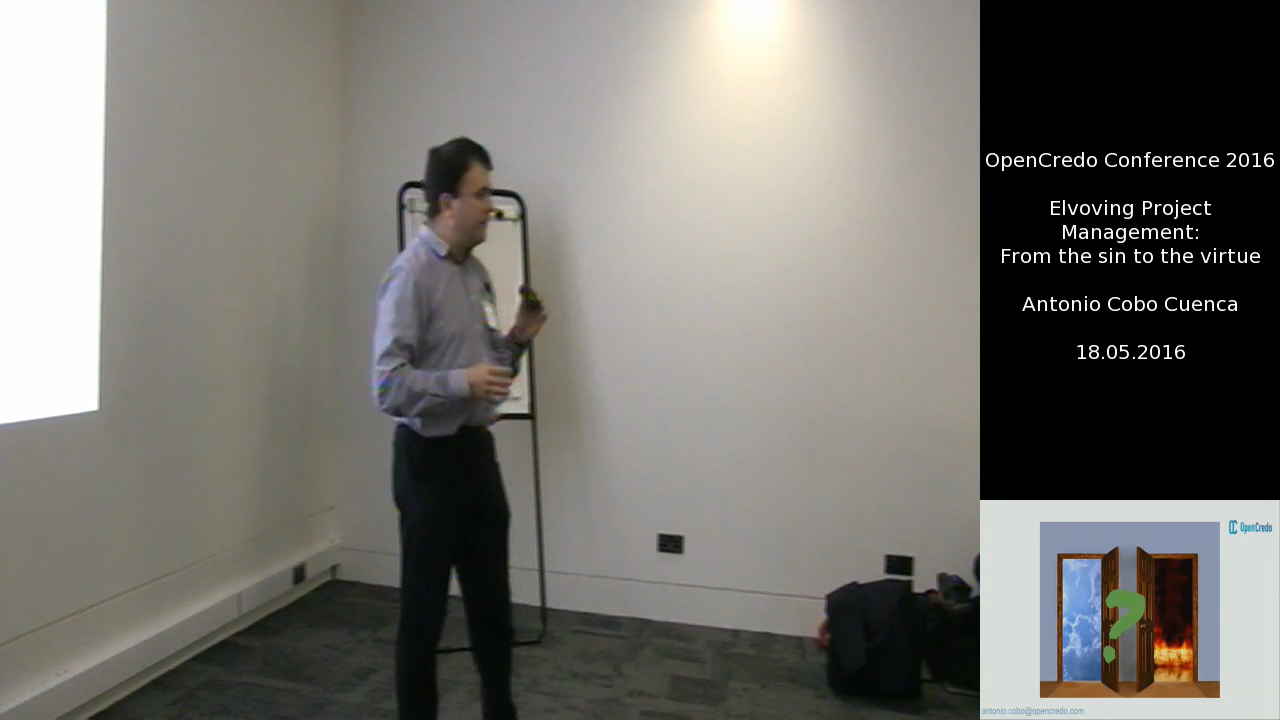 OpenCredo Conference 2016
Elvoving Project
Management:
From the sin to the virtue
Antonio Cobo Cuenca
18.05.2016
OpenCredo
?
antonio.cobo@opencredo.com